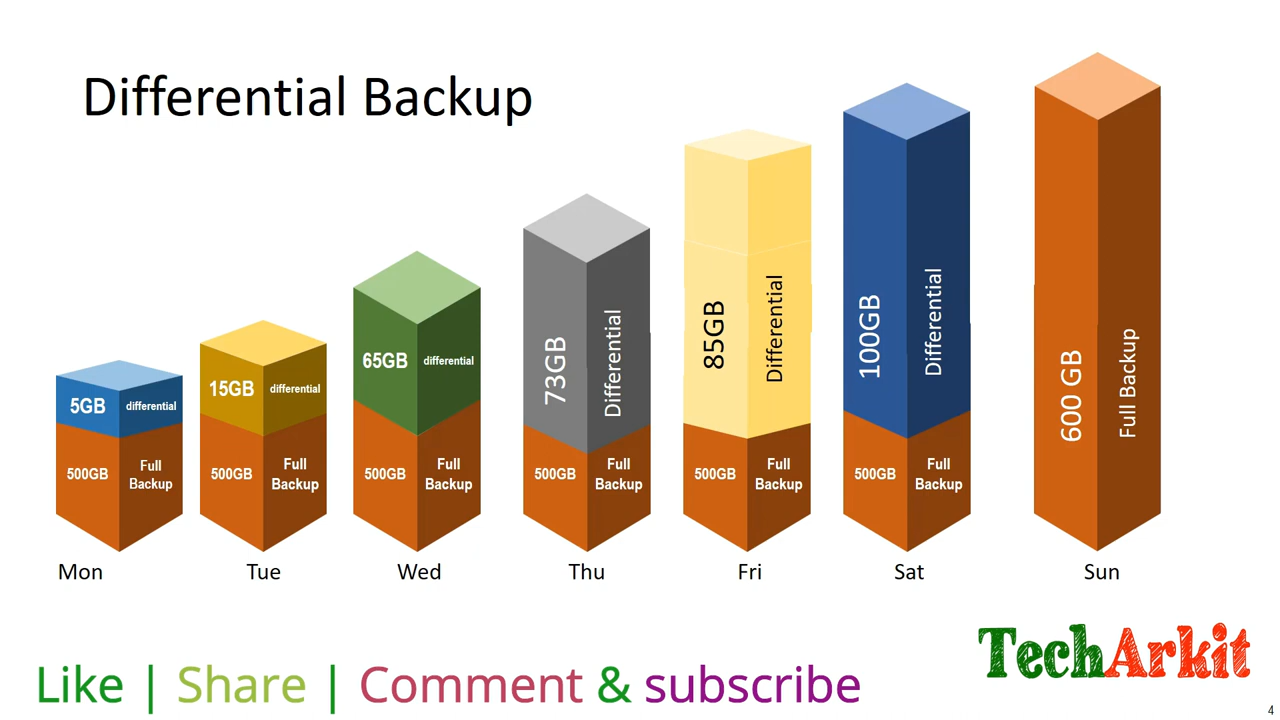 Differential Backup
5GB
differential
500GB
Full
Backup
Mon
15GB
differential
500GB
Full
Backup
Tue
65GB
differential
500GB
Full
Backup
Wed
73GB
Differential
500GB
Full
Backup
Thu
85GB
Differential
500GB
Full
Backup
Fri
100GB
Differential
500GB
Full
Backup
Sat
600 GB
Full Backup
Sun
TechArkit
Like | Share | Comment & subscribe
4